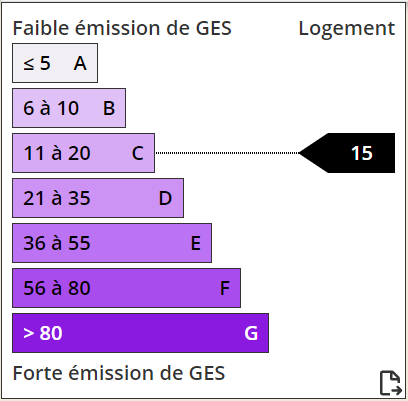 Faible émission de GES Logement
≤ 5 A
6 à 10 B
11 à 20 C 15
21 à 35 D
36 à 55 E
56 à 80 F
> 80 G
Forte émission de GES